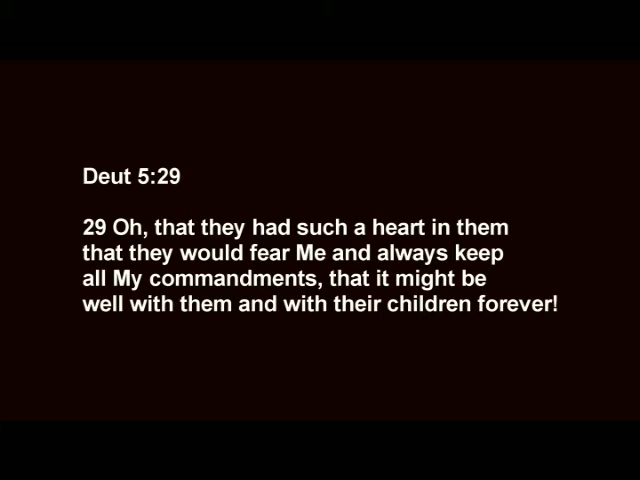 Deut 5:29
29 Oh, that they had such a heart in them
that they would fear Me and always keep
all My commandments, that it might be
well with them and with their children forever!